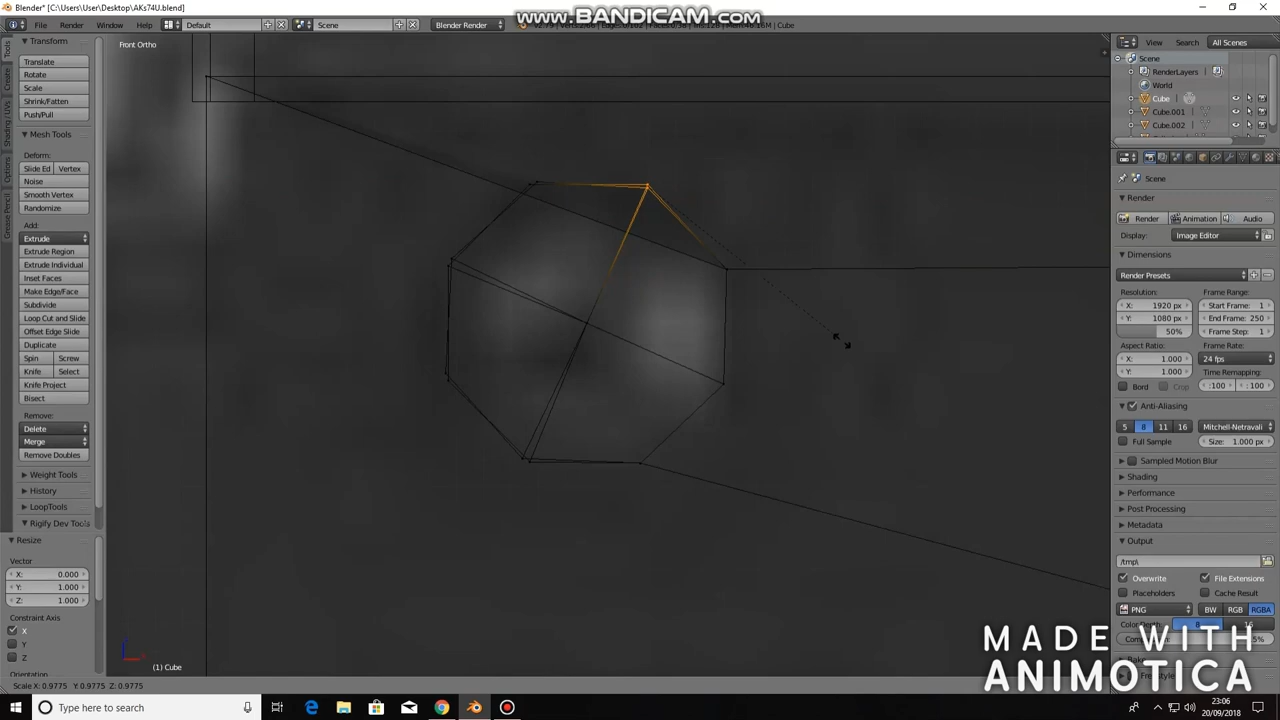 Blender* [C:\Users\User\Desktop\AKs74U.blend]
WWW.BANDICAM.COM
File Render Window Help Default Scene Blender Render
Cube
Front Ortho
View Search All Scenes
Scene
RenderLayers
World
Cube
Cube.001
Cube.002
Tools
Create
Shading / UVs
Options
Grease Pencil
Transform
Translate
Rotate
Scale
Shrink/Fatten
Push/Pull
Mesh Tools
Deform:
Slide Ed Vertex
Noise
Smooth Vertex
Randomize
Add:
Extrude
Extrude Region
Extrude Individual
Inset Faces
Make Edge/Face
Subdivide
Loop Cut and Slide
Offset Edge Slide
Duplicate
Spin Screw
Knife Select
Knife Project
Bisect
Remove:
Delete
Merge
Remove Doubles
Weight Tools
History
LoopTools
Rigify Dev Tools
Resize
Vector
X: 0.000
Y: 1.000
Z: 1.000
Constraint Axis
X
Y
Z
Orientation
(1) Cube
Scale X: 0.9775 Y: 0.9775 Z: 0.9775
Scene
Render
Render Animation Audio
Display: Image Editor
Dimensions
Render Presets
Resolution: Frame Range:
X: 1920 px Start Frame: 1
Y: 1080 px End Frame: 250
50% Frame Step: 1
Aspect Ratio: Frame Rate:
X: 1.000 24 fps
Y: 1.000 Time Remapping:
Bord Crop :100 :100
Anti-Aliasing
5 8 11 16 Mitchell-Netravali
Full Sample Size: 1.000 px
Sampled Motion Blur
Shading
Performance
Post Processing
Metadata
Output
/tmp\
Overwrite File Extensions
Placeholders Cache Result
PNG BW RGB RGBA
MADE WITH
ANIMOTICA
Type here to search
23:06
20/09/2018